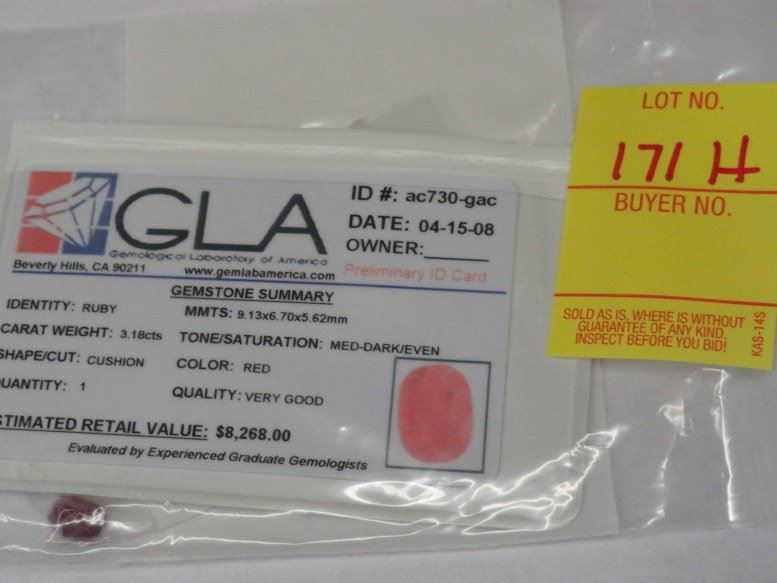 GLA
Gemological Laboratory of America
Beverly Hills, CA 90211
www.gemlabamerica.com
ID #: ac730-gac
DATE: 04-15-08
OWNER:
Preliminary ID Card
GEMSTONE SUMMARY
IDENTITY: RUBY
MMTS: 9.13x6.70x5.62mm
CARAT WEIGHT: 3.18cts
TONE/SATURATION: MED-DARK/EVEN
SHAPE/CUT: CUSHION
COLOR: RED
QUANTITY: 1
QUALITY: VERY GOOD
ESTIMATED RETAIL VALUE: $8,268.00
Evaluated by Experienced Graduate Gemologists
LOT NO.
171 H
BUYER NO.
SOLD AS IS, WHERE IS WITHOUT
GUARANTEE OF ANY KIND.
INSPECT BEFORE YOU BID!
KAS-14S